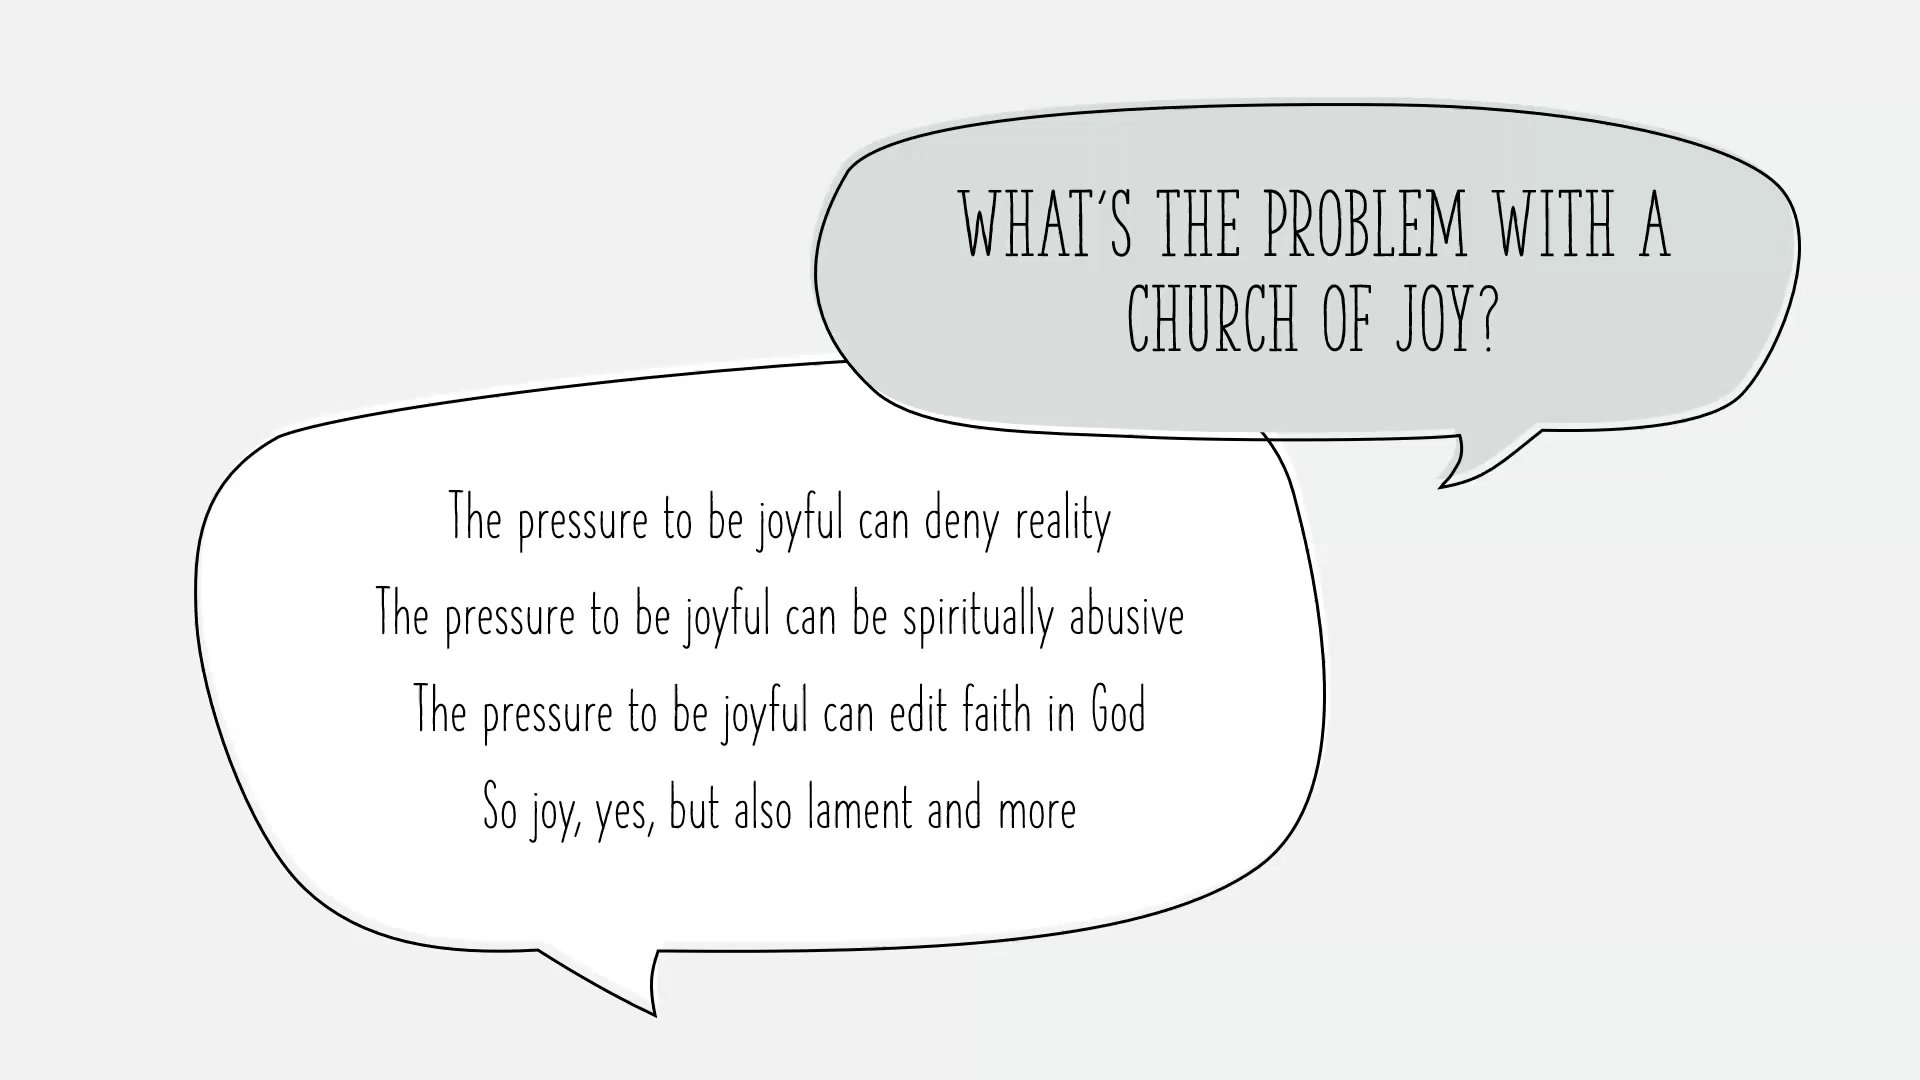 WHAT'S THE PROBLEM WITH A
CHURCH OF JOY?
The pressure to be joyful can deny reality
The pressure to be joyful can be spiritually abusive
The pressure to be joyful can edit faith in God
So joy, yes, but also lament and more